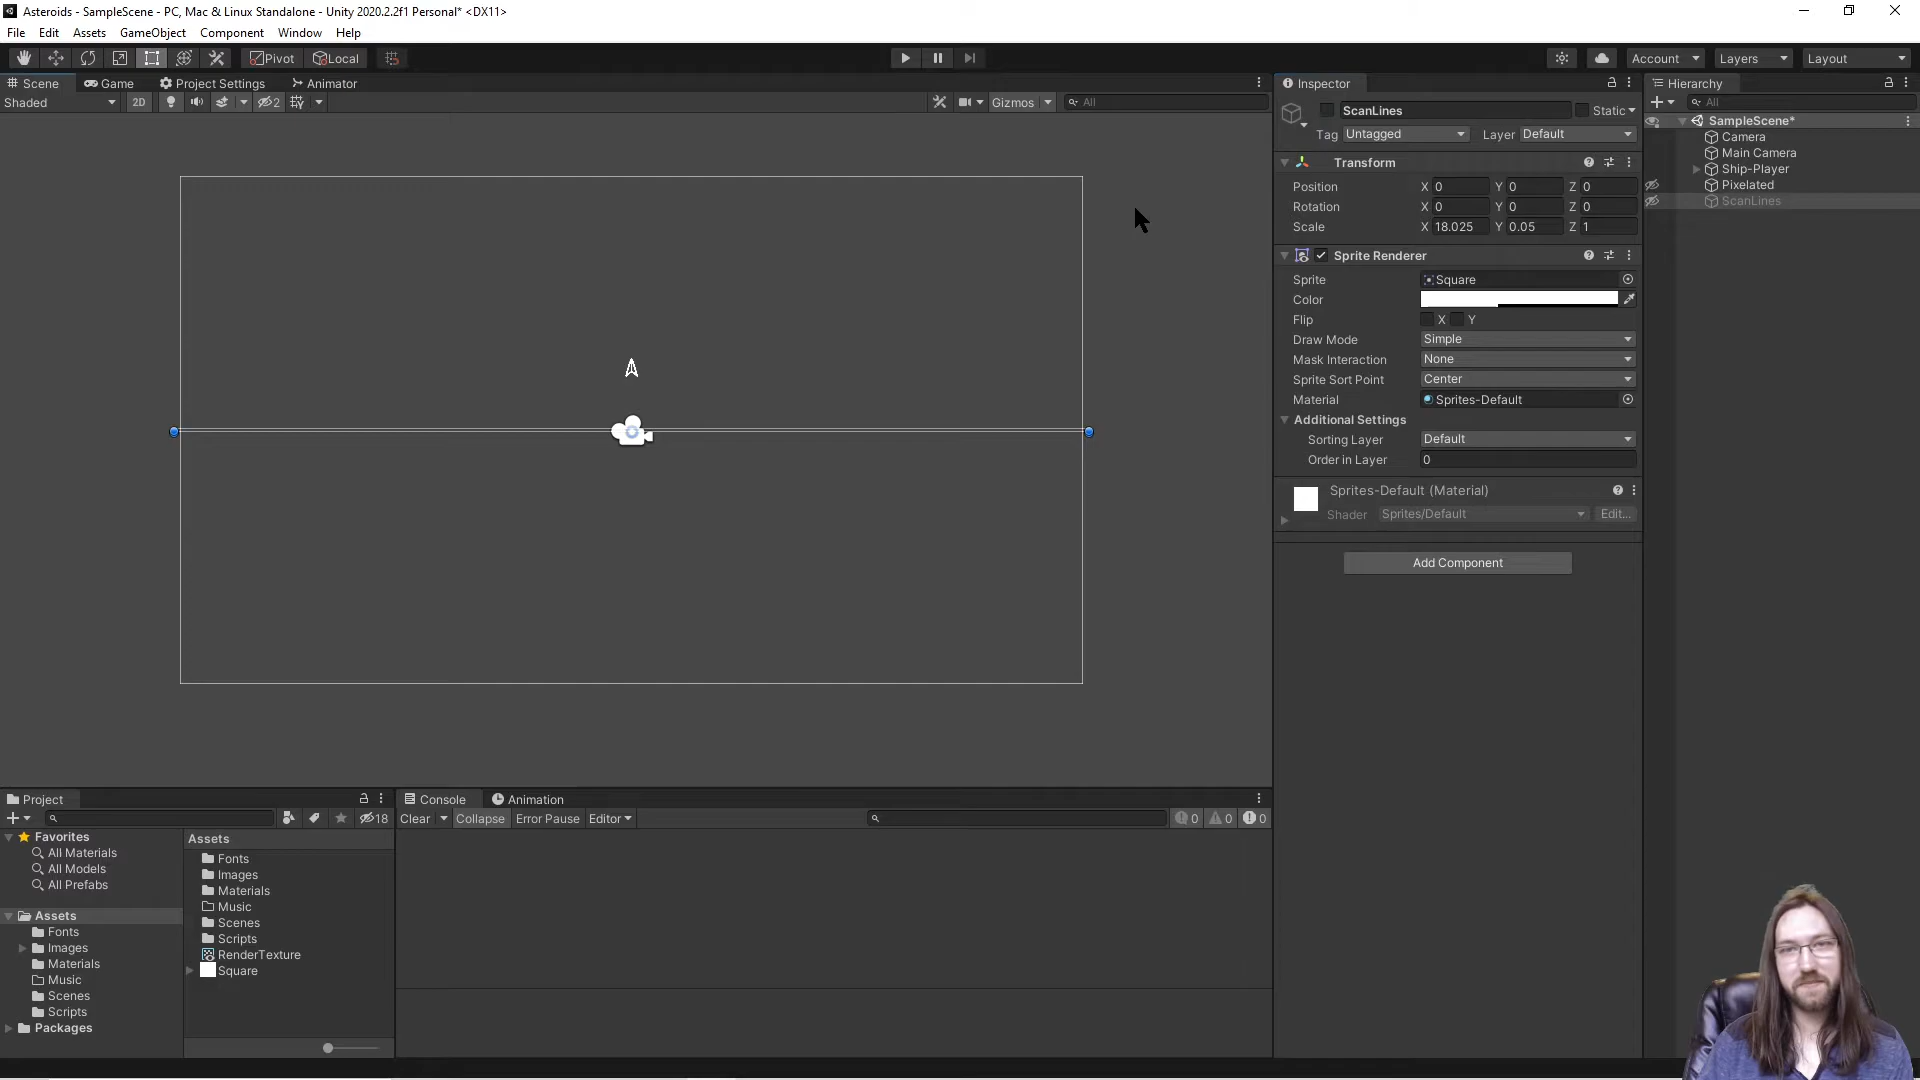 Asteroids - SampleScene - PC, Mac & Linux Standalone - Unity 2020.2.2f1 Personal* <DX11>
File Edit Assets GameObject Component Window Help
Pivot Local Account Layers Layout
Scene Game Project Settings Animator
Shaded 2D 2 Gizmos All
Inspector
ScanLines Static
Tag Untagged Layer Default
Transform
Position X 0 Y 0 Z 0
Rotation X 0 Y 0 Z 0
Scale X 18.025 Y 0.05 Z 1
Sprite Renderer
Sprite Square
Color
Flip X Y
Draw Mode Simple
Mask Interaction None
Sprite Sort Point Center
Material Sprites-Default
Additional Settings
Sorting Layer Default
Order in Layer 0
Sprites-Default (Material)
Shader Sprites/Default Edit...
Add Component
Hierarchy
All
SampleScene*
Camera
Main Camera
Ship-Player
Pixelated
ScanLines
Project
18
Favorites
All Materials
All Models
All Prefabs
Assets
Fonts
Images
Materials
Music
Scenes
Scripts
Packages
Assets
Fonts
Images
Materials
Music
Scenes
Scripts
RenderTexture
Square
Console Animation
Clear Collapse Error Pause Editor 0 0 0